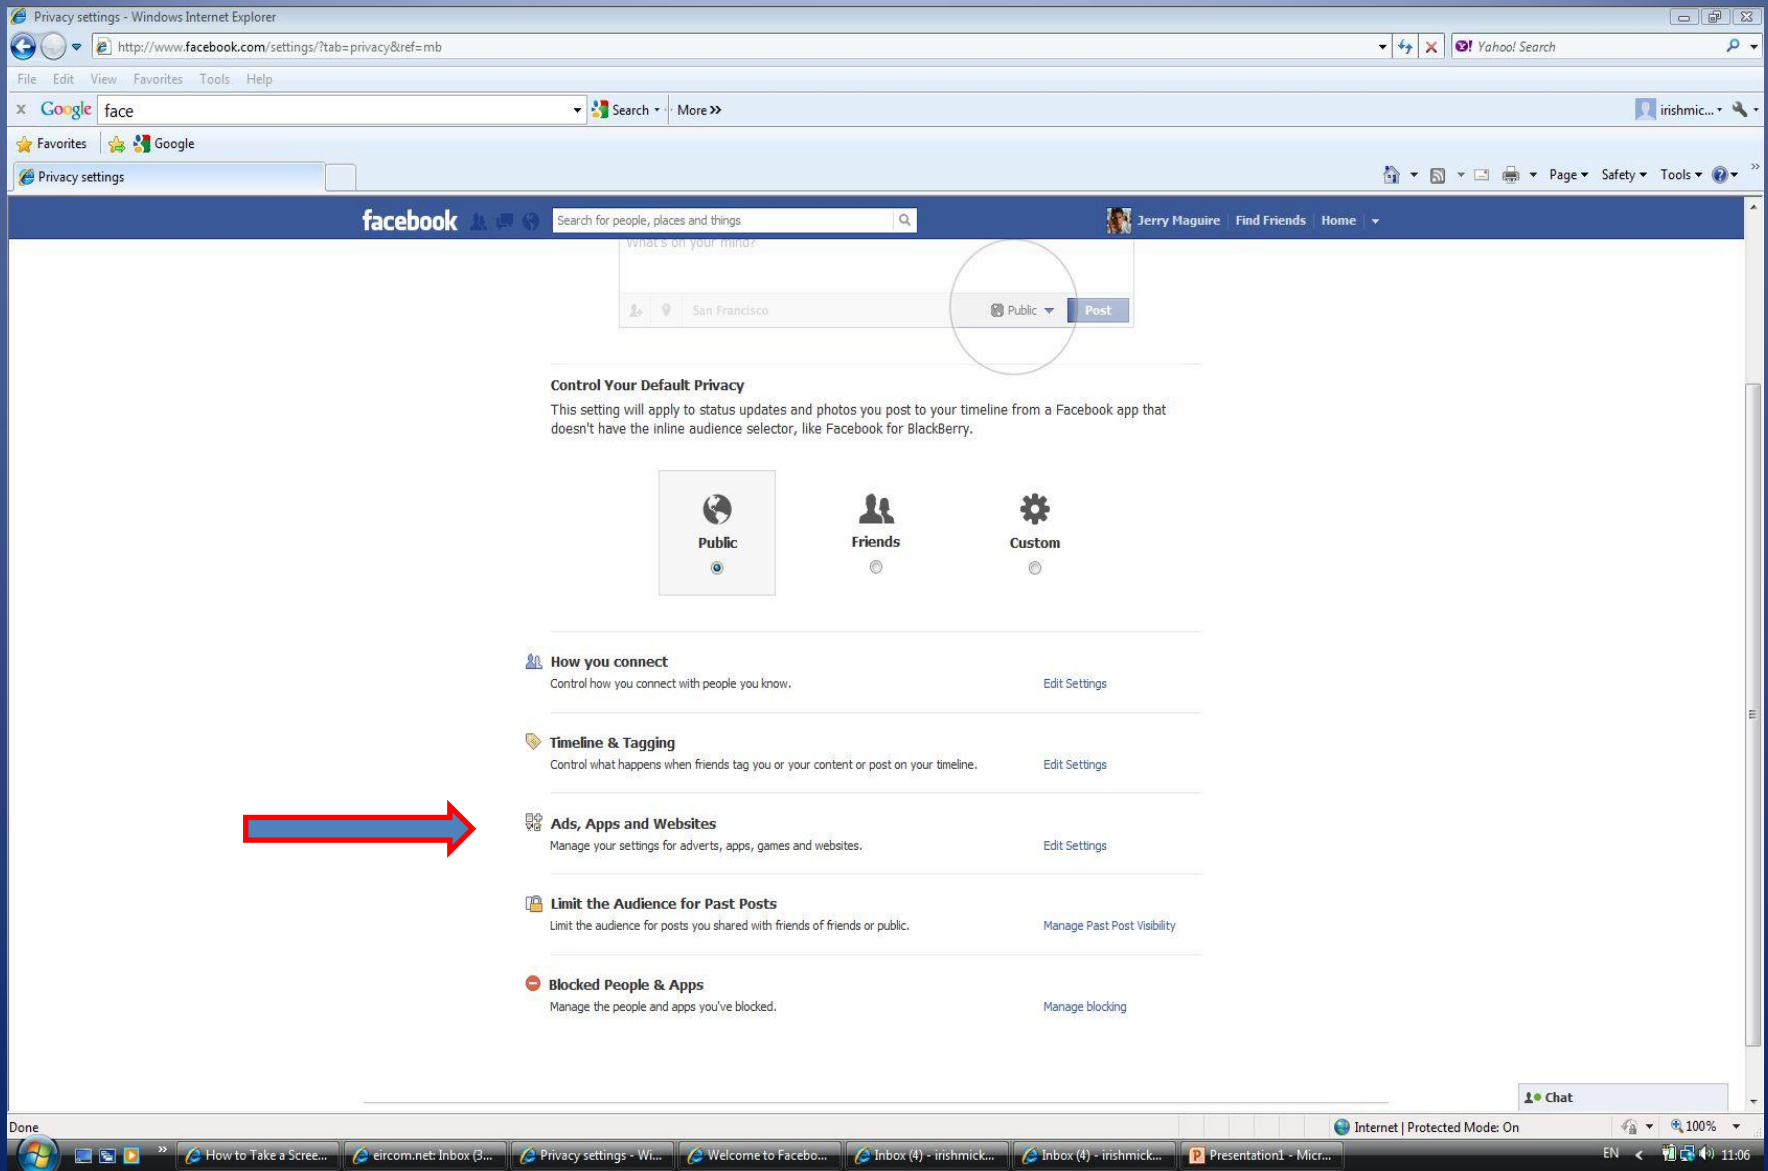 Privacy settings - Windows Internet Explorer
http://www.facebook.com/settings/?tab=privacy&ref=mb
Yahoo! Search
File Edit View Favorites Tools Help
x Google face Search More >> irishmic...
Favorites Google
Privacy settings
Page Safety Tools
facebook Search for people, places and things Jerry Maguire Find Friends Home
What's on your mind?
San Francisco Public Post
Control Your Default Privacy
This setting will apply to status updates and photos you post to your timeline from a Facebook app that
doesn't have the inline audience selector, like Facebook for BlackBerry.
Public Friends Custom
How you connect
Control how you connect with people you know. Edit Settings
Timeline & Tagging
Control what happens when friends tag you or your content or post on your timeline. Edit Settings
Ads, Apps and Websites
Manage your settings for adverts, apps, games and websites. Edit Settings
Limit the Audience for Past Posts
Limit the audience for posts you shared with friends of friends or public. Manage Past Post Visibility
Blocked People & Apps
Manage the people and apps you've blocked. Manage blocking
Chat
Done Internet | Protected Mode: On 100%
How to Take a Scree... eircom.net: Inbox (3... Privacy settings - Wi... Welcome to Facebo... Inbox (4) - irishmick... Inbox (4) - irishmick... Presentation1 - Micr... EN 11:06